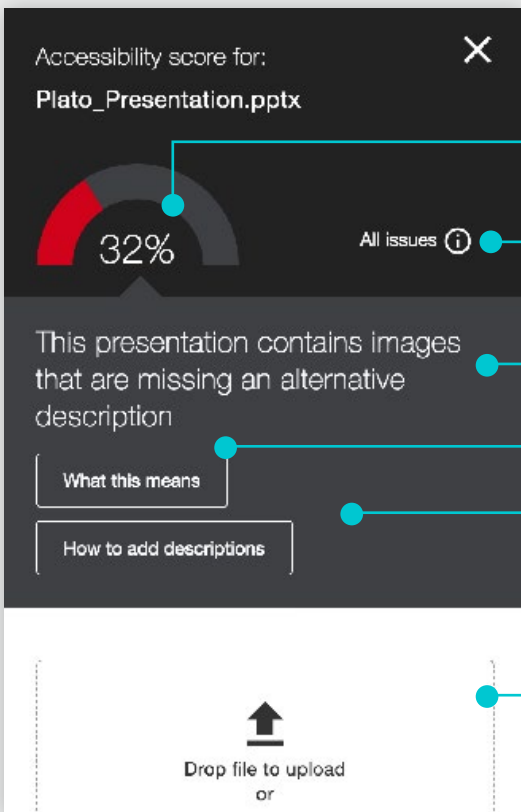 Accessibility score for:
Plato_Presentation.pptx
32%
All issues
This presentation contains images
that are missing an alternative
description
What this means
How to add descriptions
Drop file to upload
or